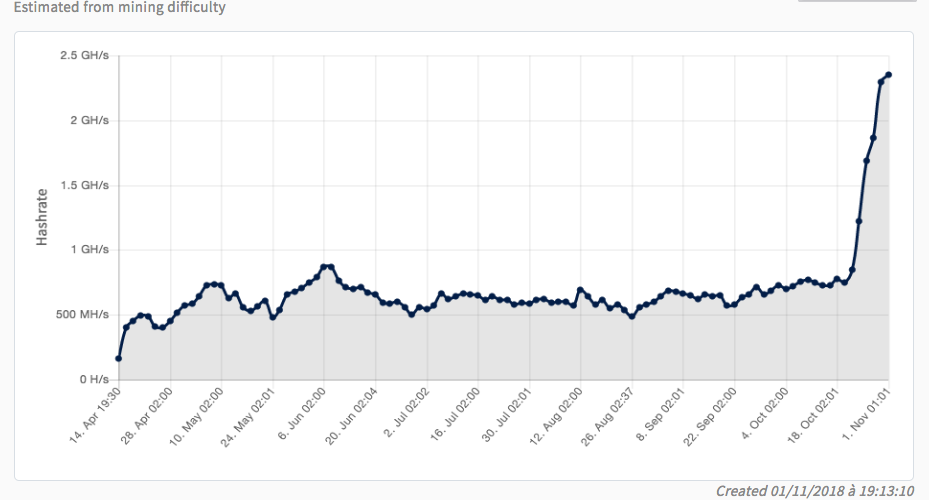 Estimated from mining difficulty
2.5 GH/s
2 GH/s
1.5 GH/s
1 GH/s
500 MH/s
0 H/s
Hashrate
14. Apr 19:30
28. Apr 02:00
10. May 02:00
24. May 02:01
6. Jun 02:00
20. Jun 02:04
2. Jul 02:02
16. Jul 02:00
30. Jul 02:01
12. Aug 02:00
26. Aug 02:37
8. Sep 02:01
22. Sep 02:00
4. Oct 02:00
18. Oct 02:01
1. Nov 01:01
Created 01/11/2018 à 19:13:10